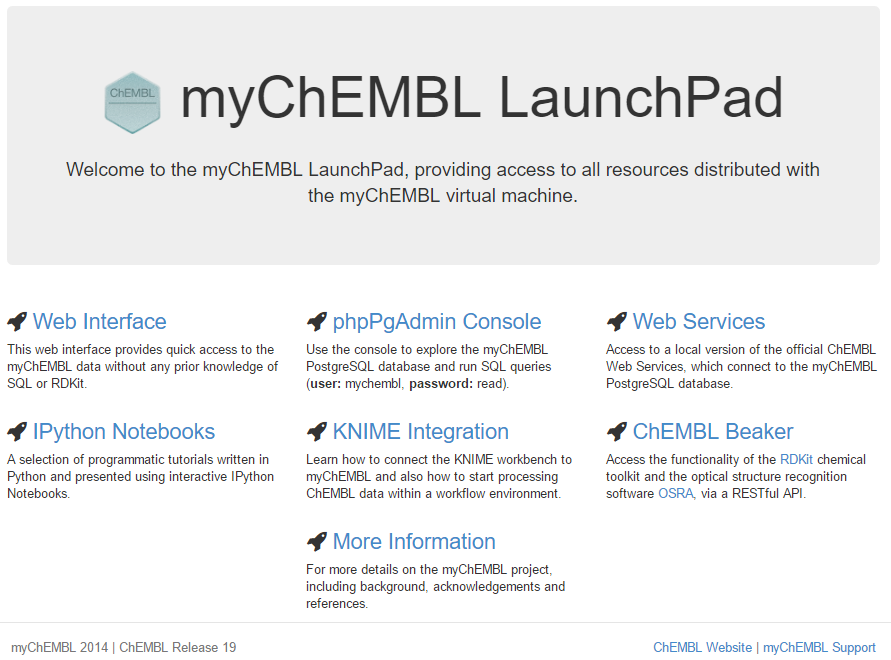 ChEMBL
myChEMBL LaunchPad
Welcome to the myChEMBL LaunchPad, providing access to all resources distributed with
the myChEMBL virtual machine.
Web Interface
This web interface provides quick access to the
myChEMBL data without any prior knowledge of
SQL or RDKit.
phpPgAdmin Console
Use the console to explore the myChEMBL
PostgreSQL database and run SQL queries
(user: mychembl, password: read).
Web Services
Access to a local version of the official ChEMBL
Web Services, which connect to the myChEMBL
PostgreSQL database.
IPython Notebooks
A selection of programmatic tutorials written in
Python and presented using interactive IPython
Notebooks.
KNIME Integration
Learn how to connect the KNIME workbench to
myChEMBL and also how to start processing
ChEMBL data within a workflow environment.
ChEMBL Beaker
Access the functionality of the RDKit chemical
toolkit and the optical structure recognition
software OSRA, via a RESTful API.
More Information
For more details on the myChEMBL project,
including background, acknowledgements and
references.
myChEMBL 2014 | ChEMBL Release 19
ChEMBL Website | myChEMBL Support